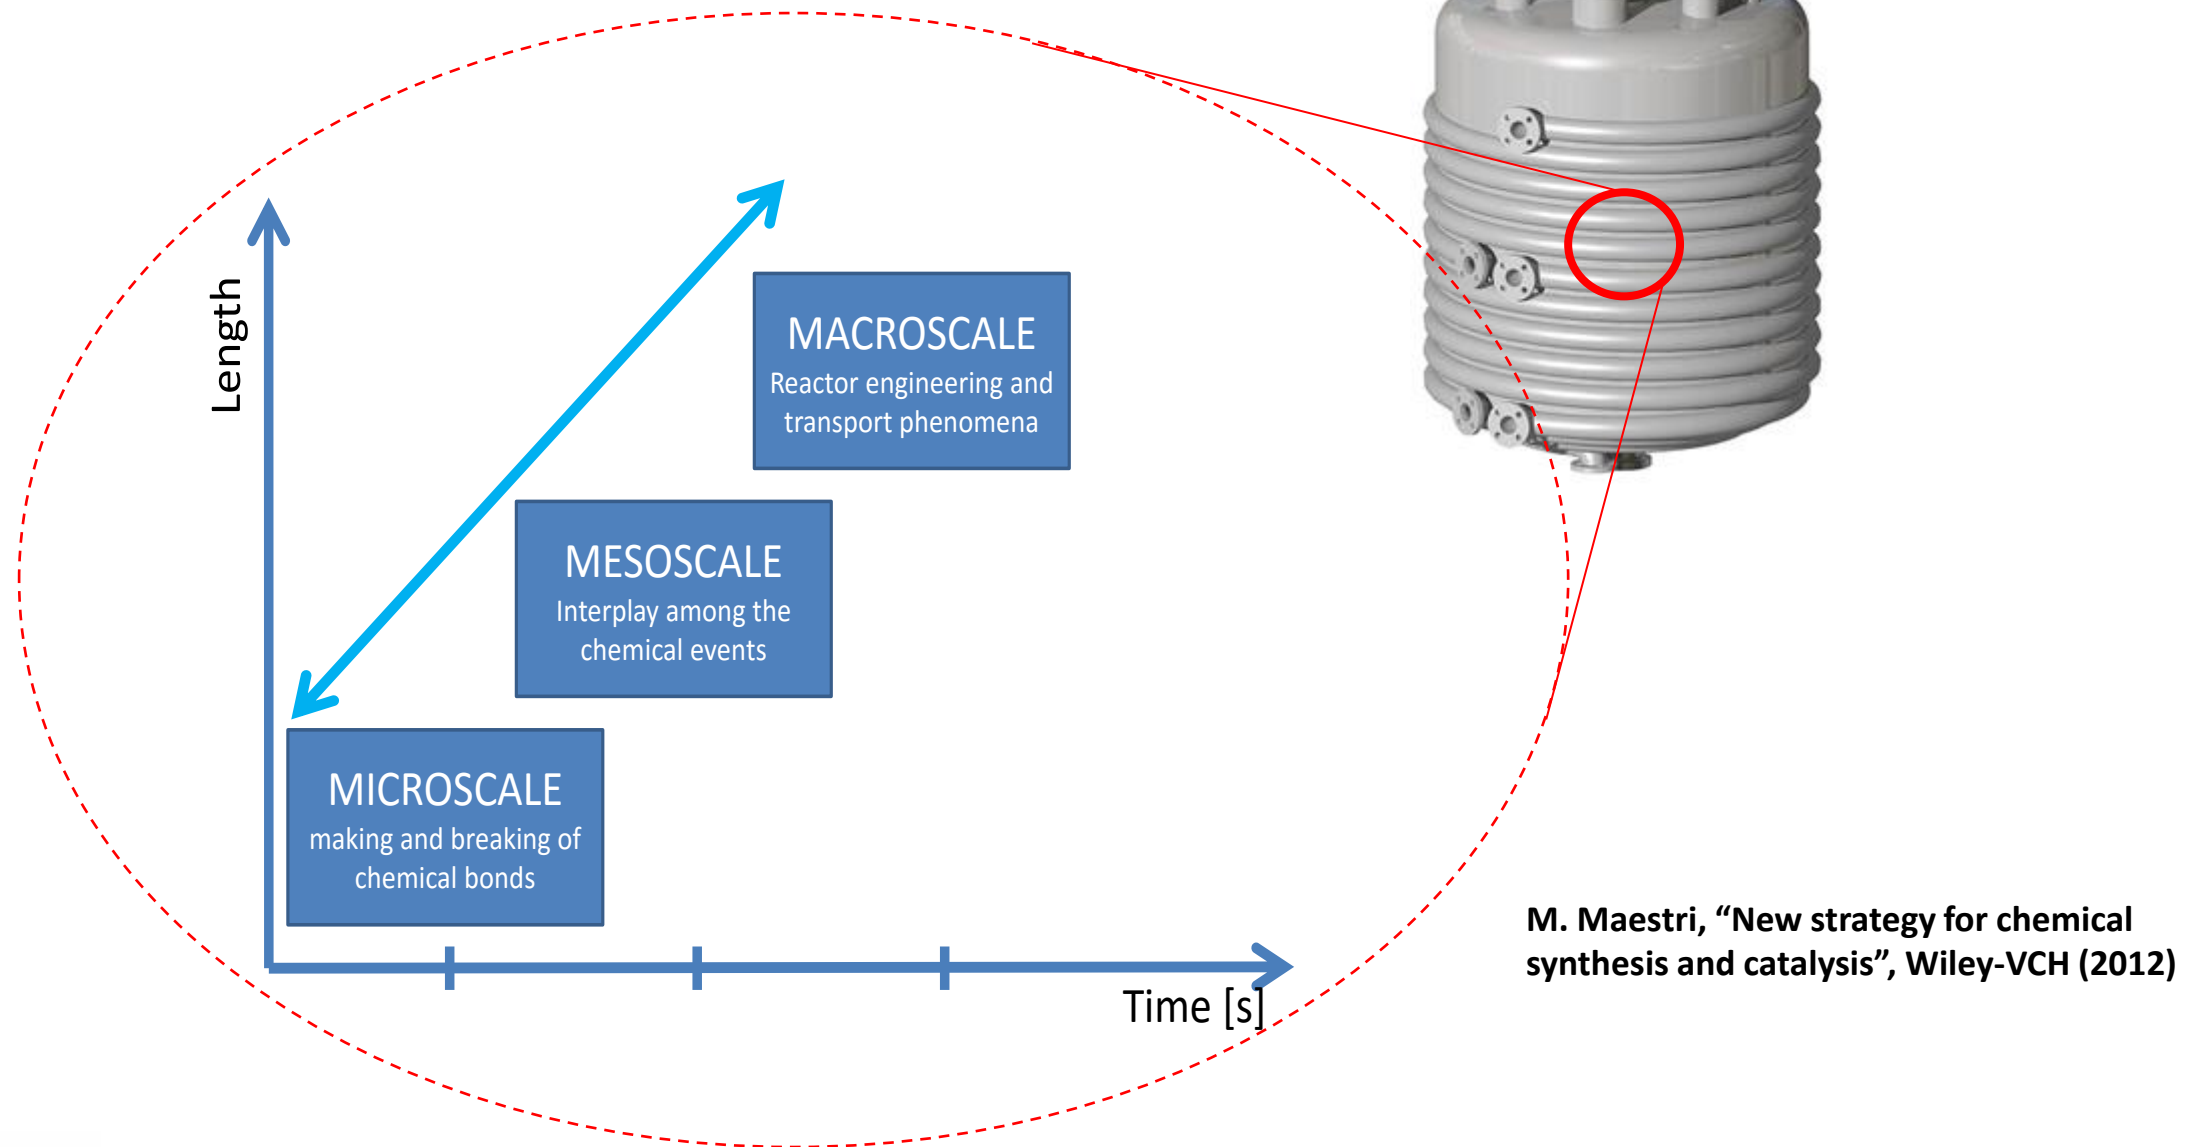 Length
MACROSCALE
Reactor engineering and
transport phenomena
MESOSCALE
Interplay among the
chemical events
MICROSCALE
making and breaking of
chemical bonds
Time [s]
M. Maestri, “New strategy for chemical
synthesis and catalysis”, Wiley-VCH (2012)